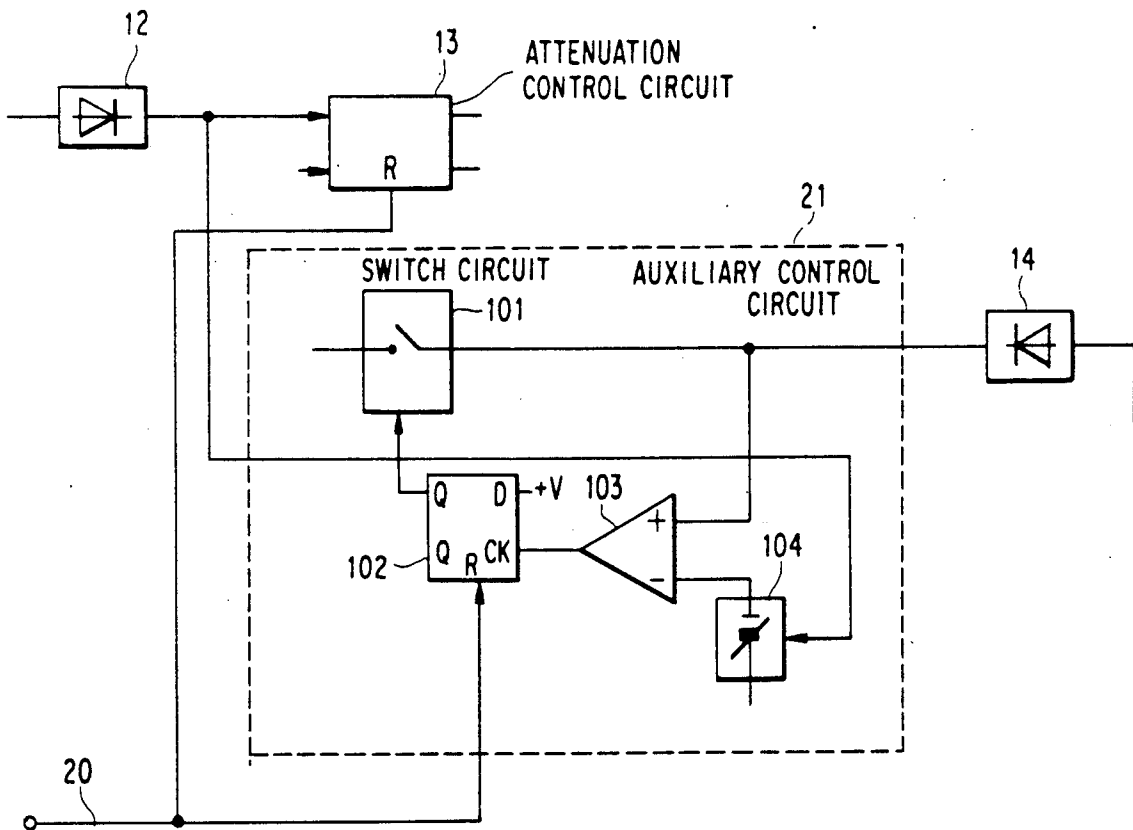 12
13
ATTENUATION
CONTROL CIRCUIT
R
21
SWITCH CIRCUIT
AUXILIARY CONTROL
CIRCUIT
14
101
Q D +V
103
Q CK
R
102
104
20